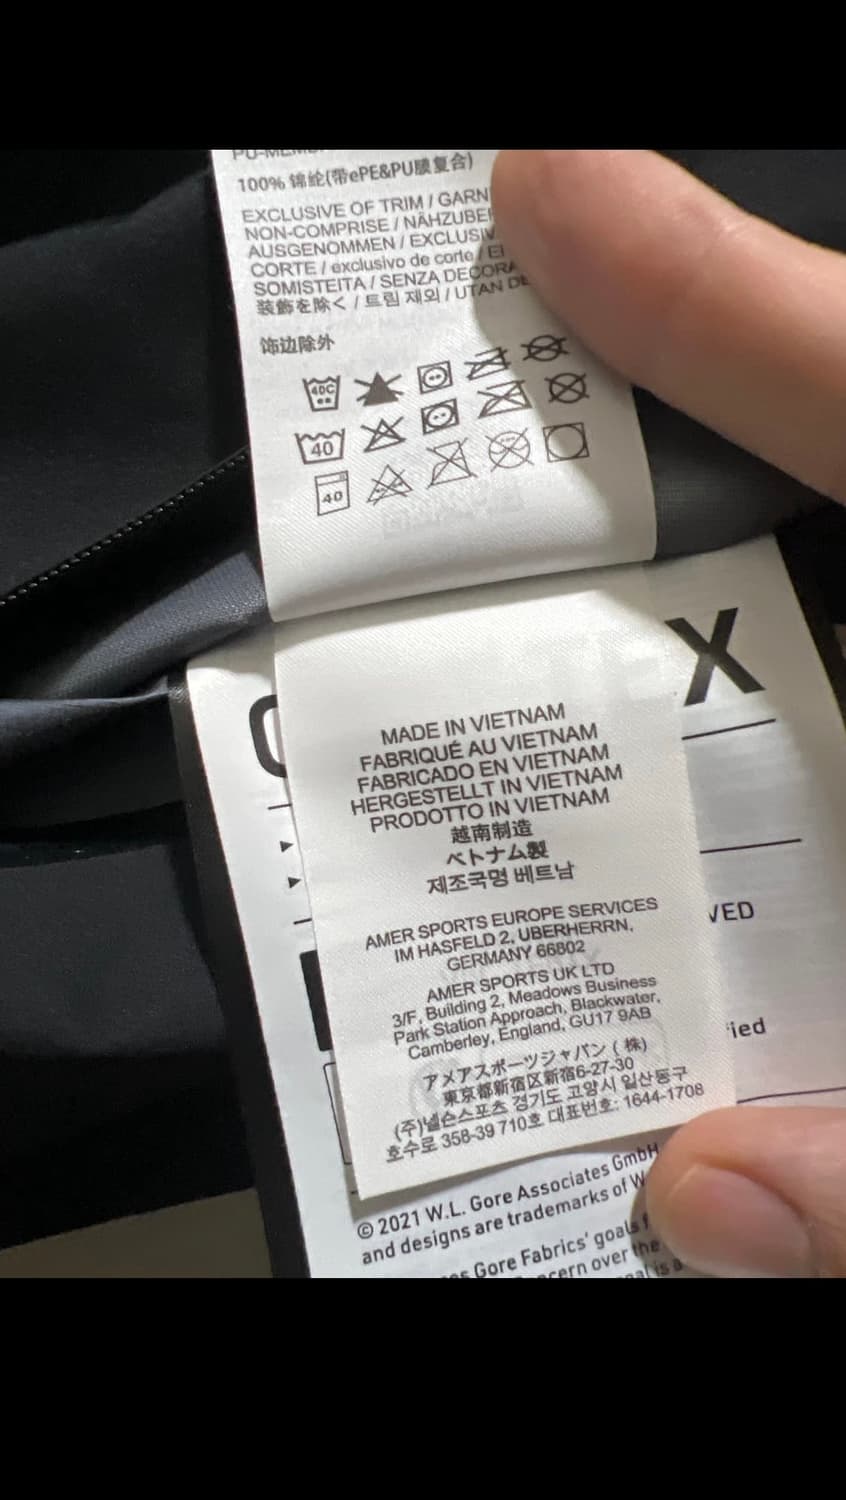 100% 锦纶(带ePE&PU膜复合)
EXCLUSIVE OF TRIM /
NON-COMPRISE /
AUSGENOMMEN /
CORTE / exclusivo de corte /
SOMISTEITA / SENZA
装飾を除く / 트림 제외 / UTAN
饰边除外
40C
40
40
X
MADE IN VIETNAM
FABRIQUÉ AU VIETNAM
FABRICADO EN VIETNAM
HERGESTELLT IN VIETNAM
PRODOTTO IN VIETNAM
越南制造
ベトナム製
제조국명 베트남
AMER SPORTS EUROPE SERVICES
IM HASFELD 2, UBERHERRN,
GERMANY 66802
AMER SPORTS UK LTD
3/F, Building 2, Meadows Business
Park Station Approach, Blackwater,
Camberley, England, GU17 9AB
アメアスポーツジャパン ( 株)
東京都新宿区新宿6-27-30
(주)넬슨스포츠 경기도 고양시 일산동구
호수로 358-39 710호 대표번호: 1644-1708
© 2021 W.L. Gore Associates GmbH
and designs are trademarks of
Gore Fabrics' goals
over the
is a